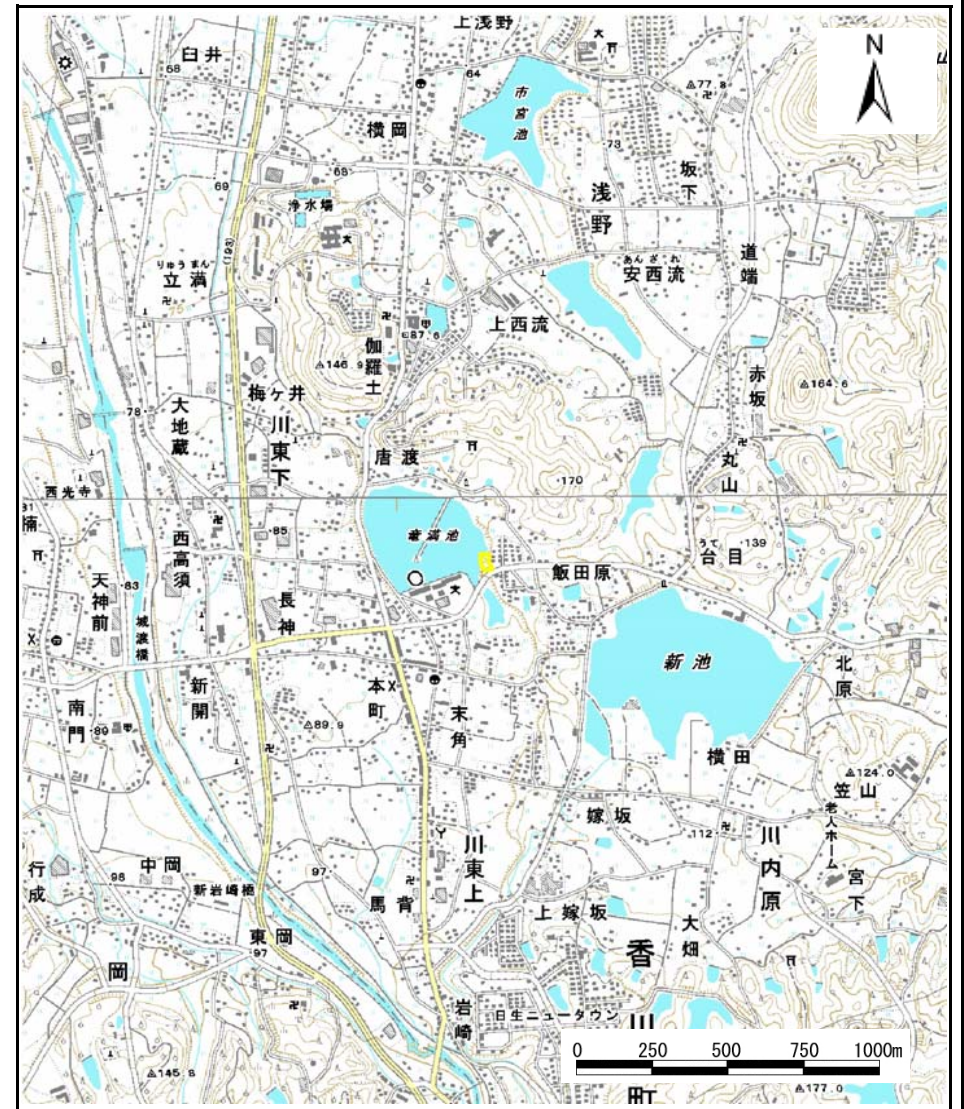 上浅野
臼井
N
68
64
77.8
市宮池
横岡
73
坂下
69
68
浄水場
浅野
(193)
りゅうまん
立満
あんざれ
安西流
道端
75
上西流
87.6
伽羅土
146.9
赤坂
164.6
梅ヶ井
78
大地蔵
川東下
唐渡
丸山
西光寺
170
81
楠
竜満池
85
西高須
うて
台目
139
飯田原
天神前
83
長神
城渡橋
新池
北原
新開
本町
南門
89
89.9
末角
横田
124.0
笠山
嫁坂
老人ホーム
112
川東上
川内原
行成
98
中岡
97
新岩崎橋
馬背
宮下
105
上嫁坂
大畑
東岡
97
香川町
岡
岩崎
日生ニュータウン
0 250 500 750 1000m
145.8
177.0